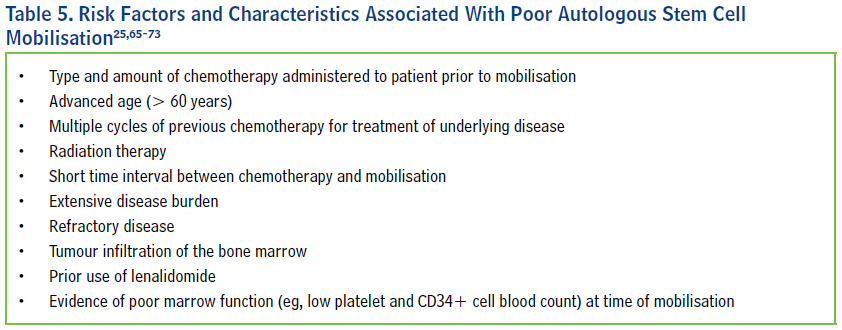 Table 5. Risk Factors and Characteristics Associated With Poor Autologous Stem Cell
Mobilisation25,65-73
• Type and amount of chemotherapy administered to patient prior to mobilisation
• Advanced age (> 60 years)
• Multiple cycles of previous chemotherapy for treatment of underlying disease
• Radiation therapy
• Short time interval between chemotherapy and mobilisation
• Extensive disease burden
• Refractory disease
• Tumour infiltration of the bone marrow
• Prior use of lenalidomide
• Evidence of poor marrow function (eg, low platelet and CD34+ cell blood count) at time of mobilisation